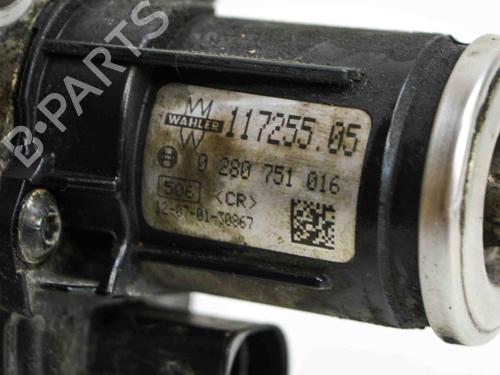 B-PARTS
WAHLER 117255.05
0 280 751 016
506 <CR>
12-07-01-30867